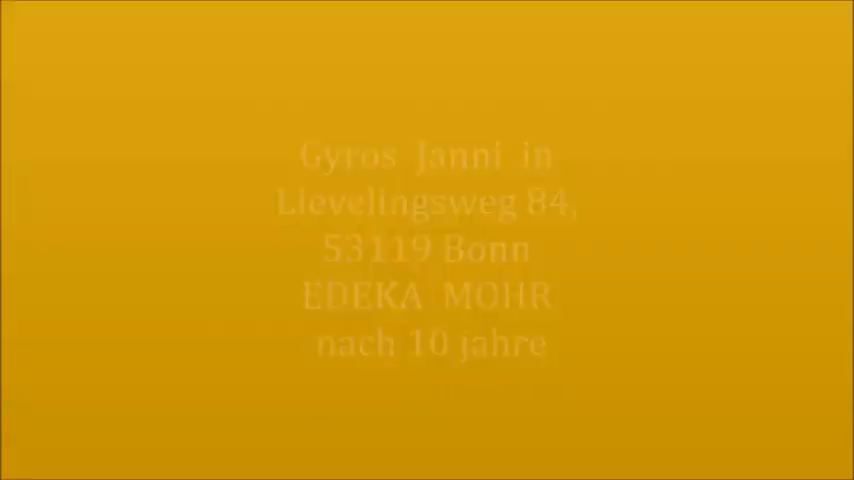 Gyros Janni in
Lievelingsweg 84,
53119 Bonn
EDEKA MOHR
nach 10 jahre